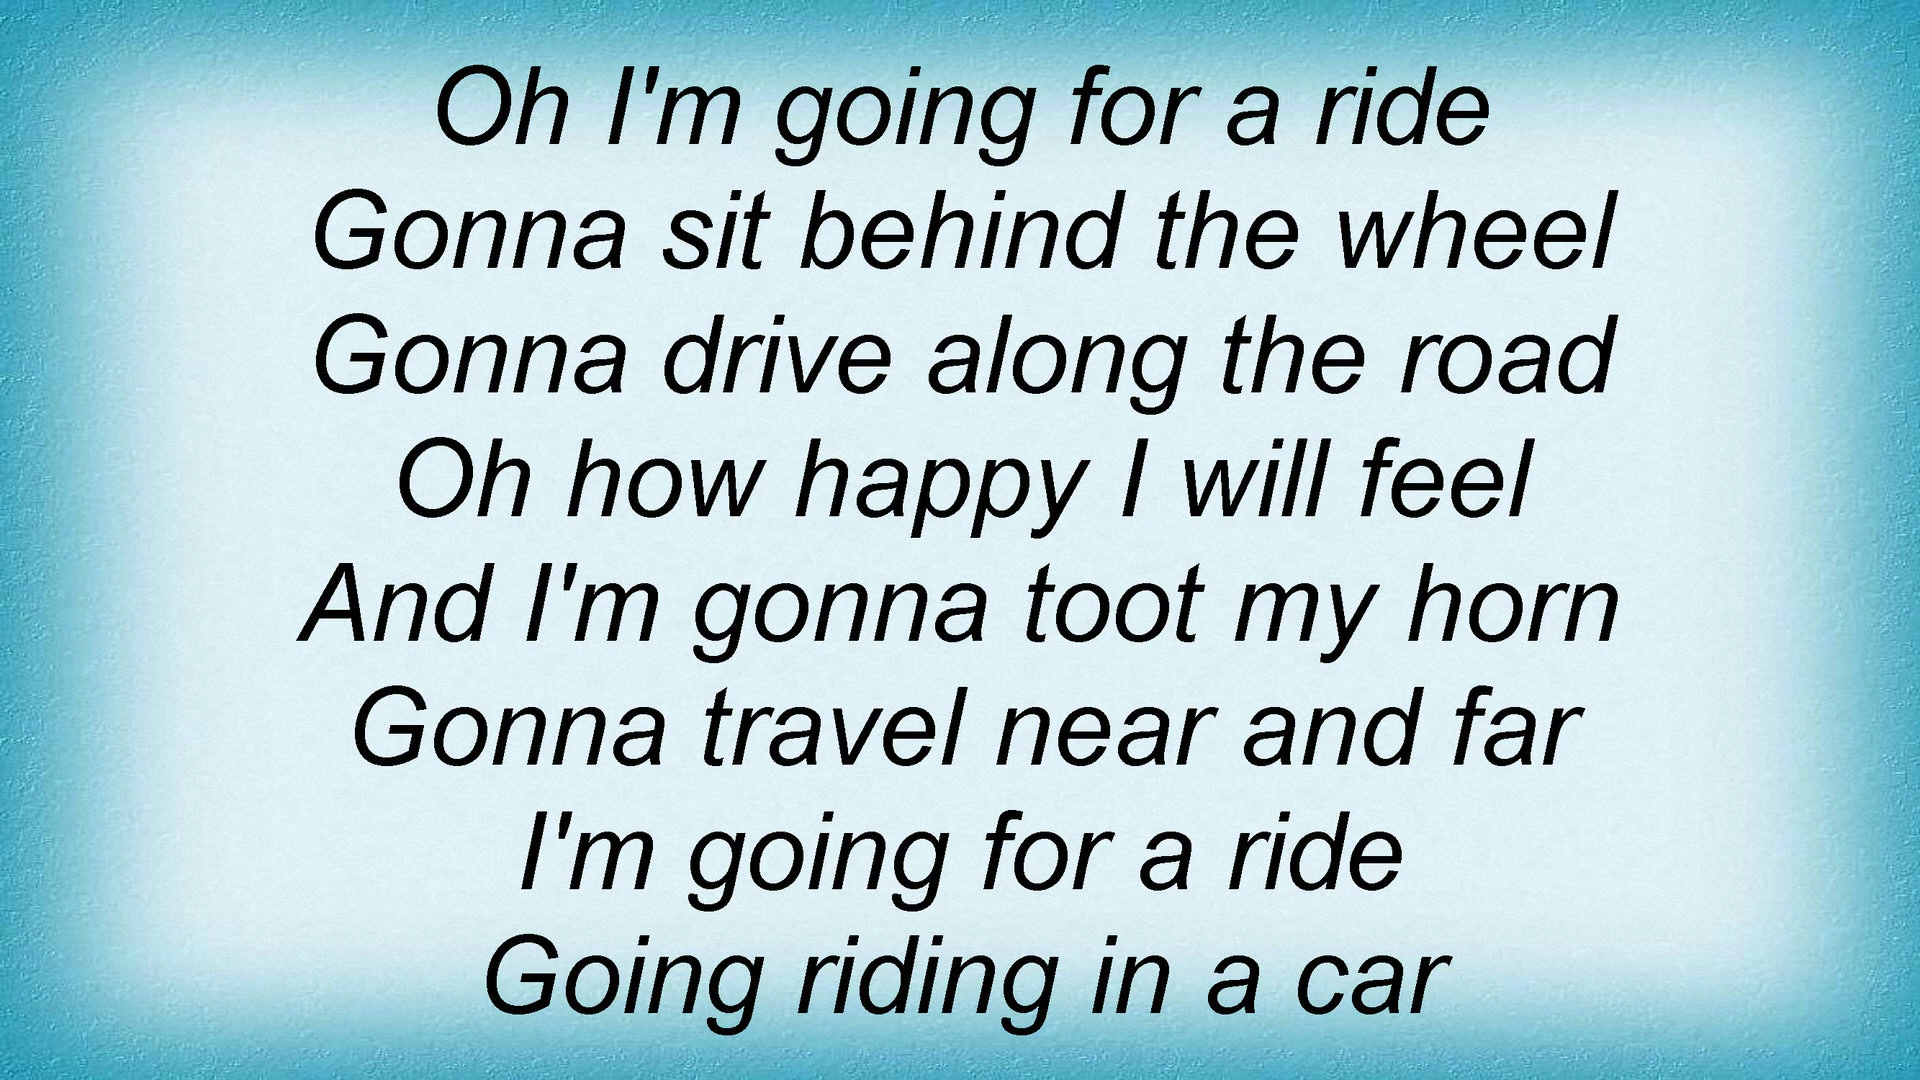 Oh I'm going for a ride
Gonna sit behind the wheel
Gonna drive along the road
Oh how happy I will feel
And I'm gonna toot my horn
Gonna travel near and far
I'm going for a ride
Going riding in a car